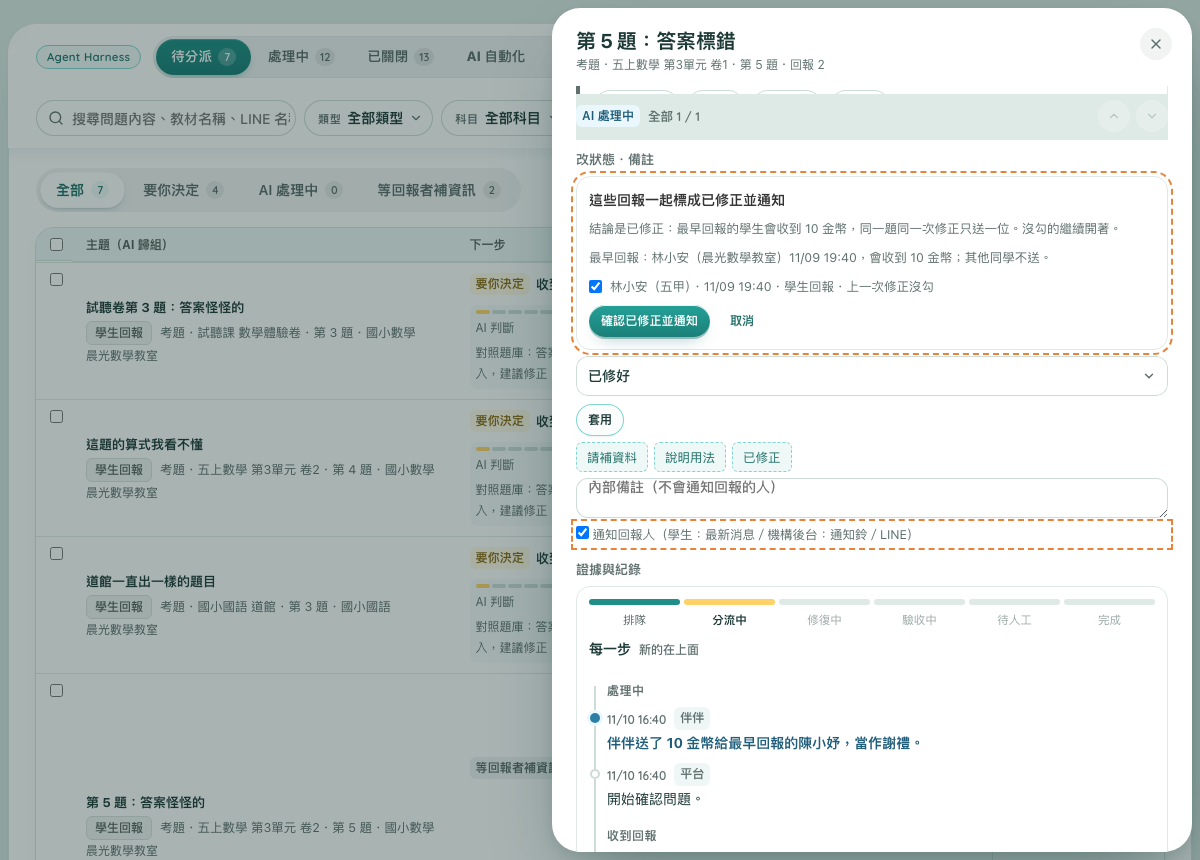 Agent Harness
待分派 7
處理中 12
已關閉 13
AI 自動化
搜尋問題內容、教材名稱、LINE 名
類型 全部類型
科目 全部科目
全部 7
要你決定 4
AI 處理中 0
等回報者補資訊 2
主題（AI 歸組）
下一步
試聽卷第 3 題：答案怪怪的
學生回報 考題．試聽課 數學體驗卷．第 3 題．國小數學
晨光數學教室
要你決定
AI 判斷
對照題庫：答
入，建議修正
這題的算式我看不懂
學生回報 考題．五上數學 第3單元 卷2．第 4 題．國小數學
晨光數學教室
要你決定
AI 判斷
對照題庫：答
入，建議修正
道館一直出一樣的題目
學生回報 考題．國小國語 道館．第 3 題．國小國語
晨光數學教室
要你決定
AI 判斷
對照題庫：答
入，建議修正
第 5 題：答案怪怪的
學生回報 考題．五上數學 第3單元 卷2．第 5 題．國小數學
晨光數學教室
等回報者補資
第 5 題：答案標錯
考題．五上數學 第3單元 卷1．第 5 題．回報 2
AI 處理中 全部 1 / 1
改狀態．備註
這些回報一起標成已修正並通知
結論是已修正：最早回報的學生會收到 10 金幣，同一題同一次修正只送一位。沒勾的繼續開著。
最早回報：林小安（晨光數學教室）11/09 19:40，會收到 10 金幣；其他同學不送。
林小安（五甲）．11/09 19:40．學生回報．上一次修正沒勾
確認已修正並通知
取消
已修好
套用
請補資料
說明用法
已修正
內部備註（不會通知回報的人）
通知回報人（學生：最新消息 / 機構後台：通知鈴 / LINE）
證據與紀錄
排隊
分流中
修復中
驗收中
待人工
完成
每一步 新的在上面
處理中
11/10 16:40 伴伴
伴伴送了 10 金幣給最早回報的陳小妤，當作謝禮。
11/10 16:40 平台
開始確認問題。
收到回報